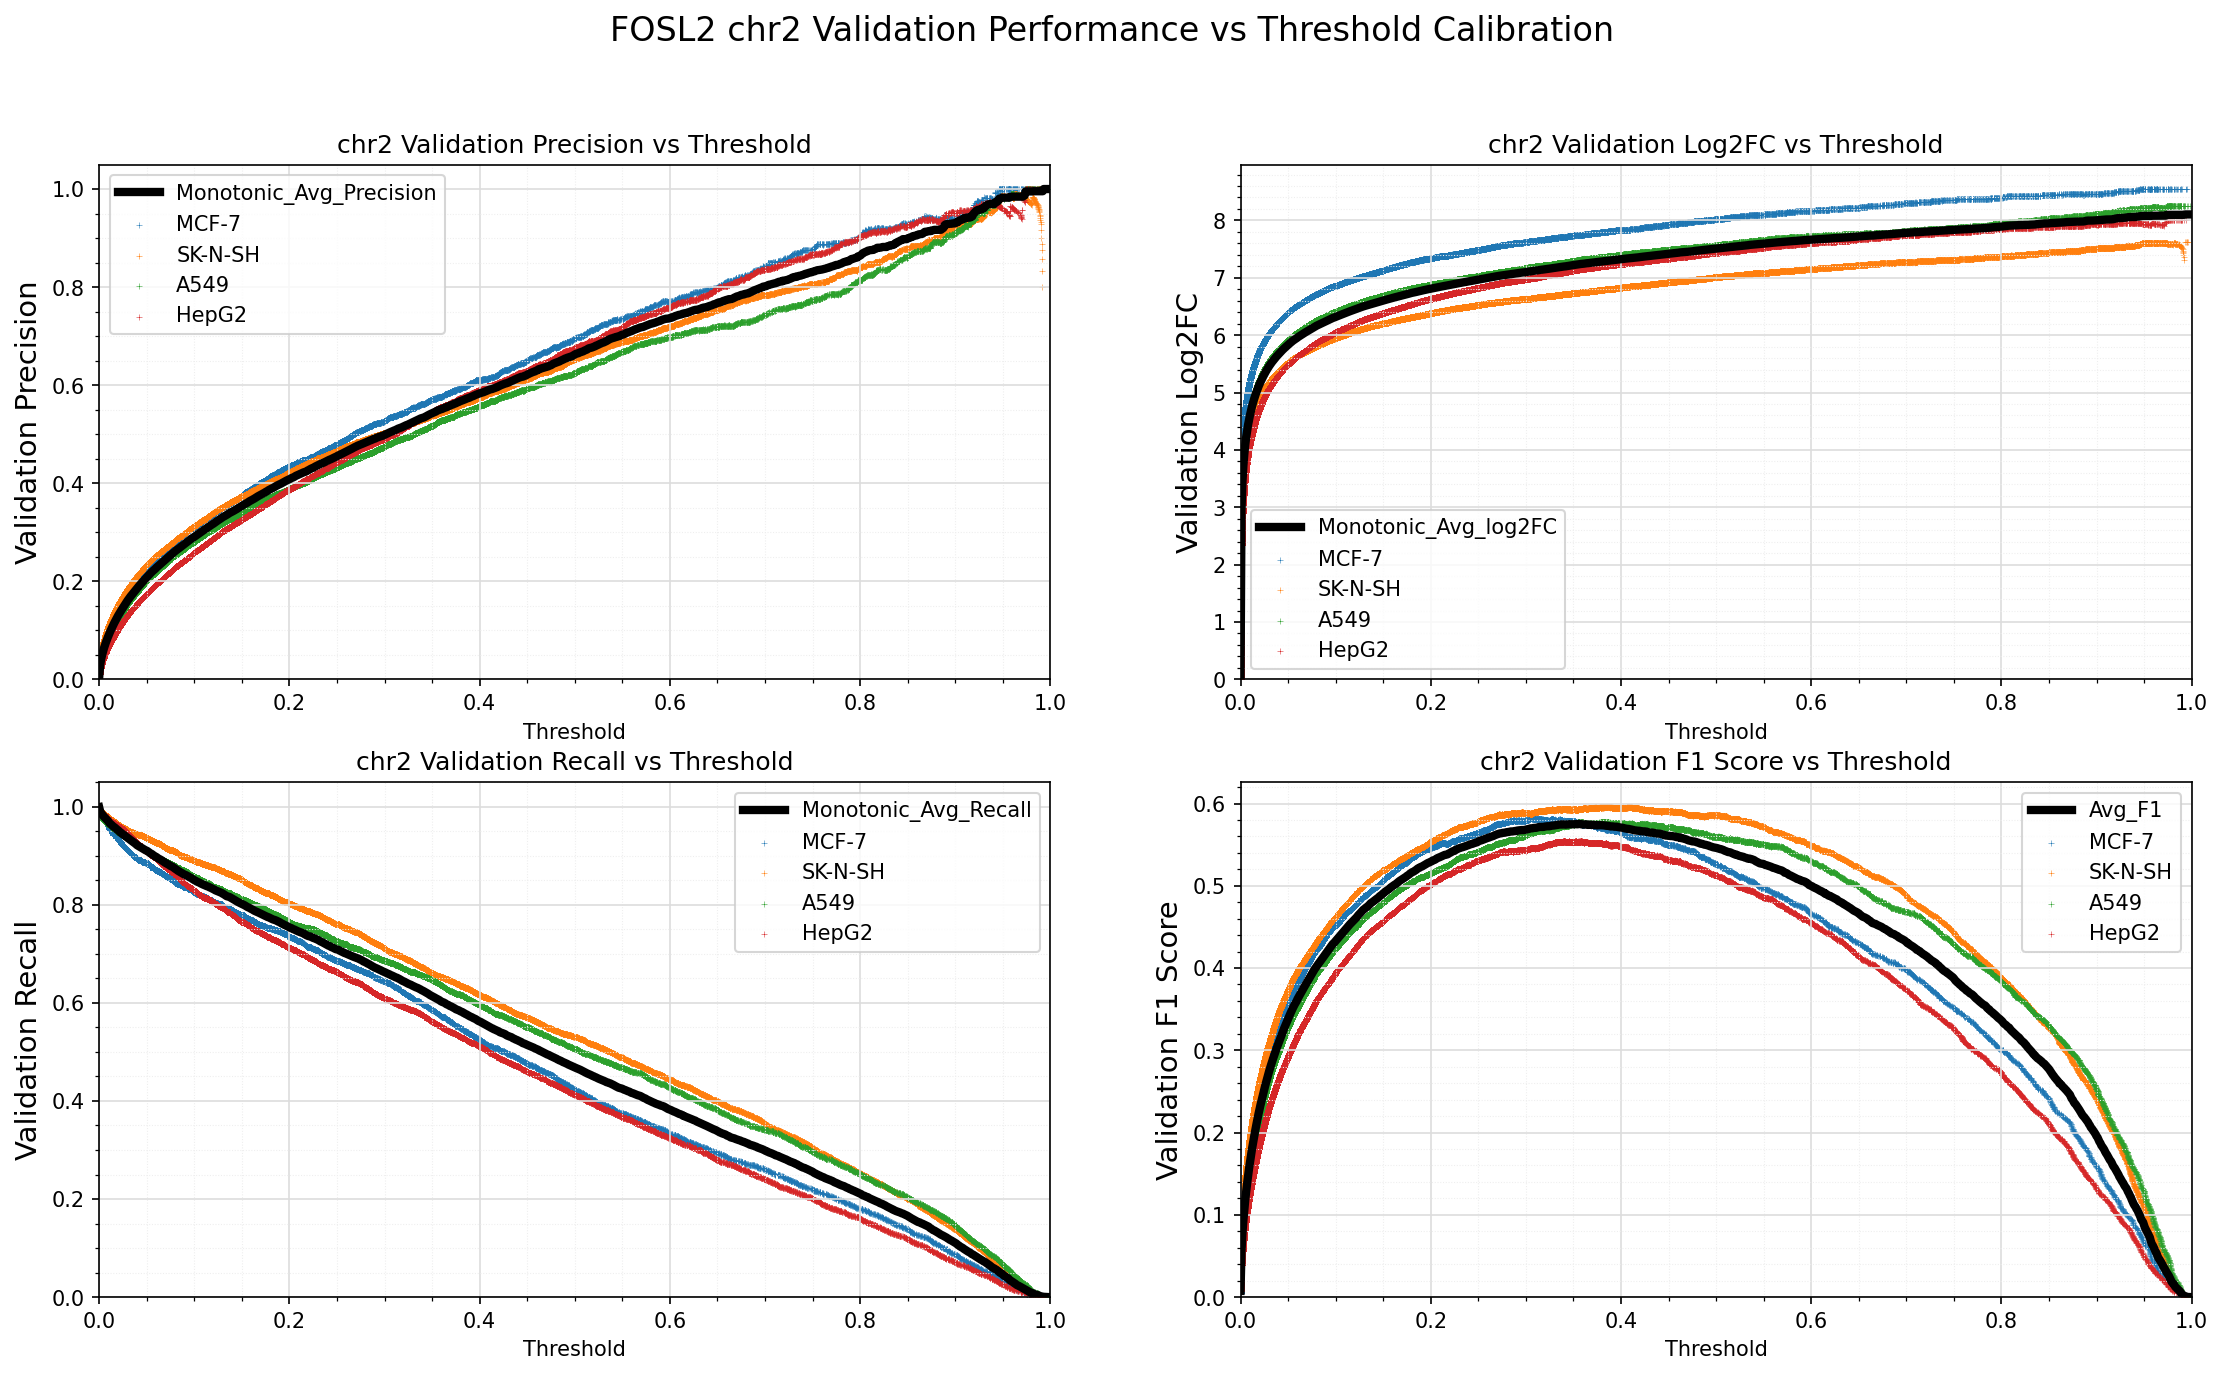 FOSL2 chr2 Validation Performance vs Threshold Calibration
chr2 Validation Precision vs Threshold
Validation Precision
1.0
0.8
0.6
0.4
0.2
0.0
Monotonic_Avg_Precision
MCF-7
SK-N-SH
A549
HepG2
0.0 0.2 0.4 0.6 0.8 1.0
Threshold
chr2 Validation Log2FC vs Threshold
Validation Log2FC
8
7
6
5
4
3
2
1
0
Monotonic_Avg_log2FC
MCF-7
SK-N-SH
A549
HepG2
0.0 0.2 0.4 0.6 0.8 1.0
Threshold
chr2 Validation Recall vs Threshold
Validation Recall
1.0
0.8
0.6
0.4
0.2
0.0
Monotonic_Avg_Recall
MCF-7
SK-N-SH
A549
HepG2
0.0 0.2 0.4 0.6 0.8 1.0
Threshold
chr2 Validation F1 Score vs Threshold
Validation F1 Score
0.6
0.5
0.4
0.3
0.2
0.1
0.0
Avg_F1
MCF-7
SK-N-SH
A549
HepG2
0.0 0.2 0.4 0.6 0.8 1.0
Threshold